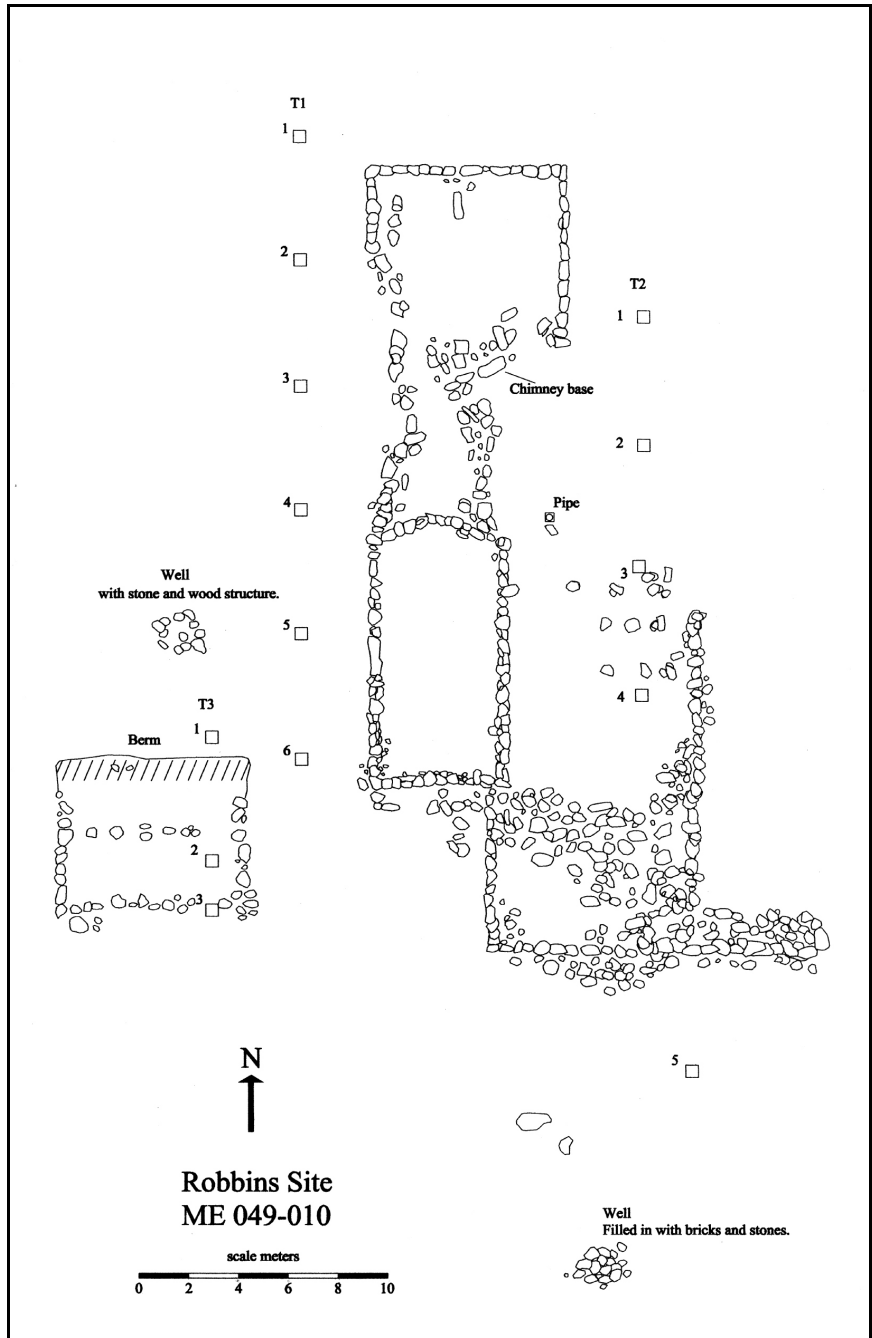 T1
1
2
T2
1
3
Chimney base
2
4
Pipe
3
Well
with stone and wood structure.
5
4
T3
1
Berm
6
2
3
N
5
Robbins Site
ME 049-010
Well
Filled in with bricks and stones.
scale meters
0 2 4 6 8 10